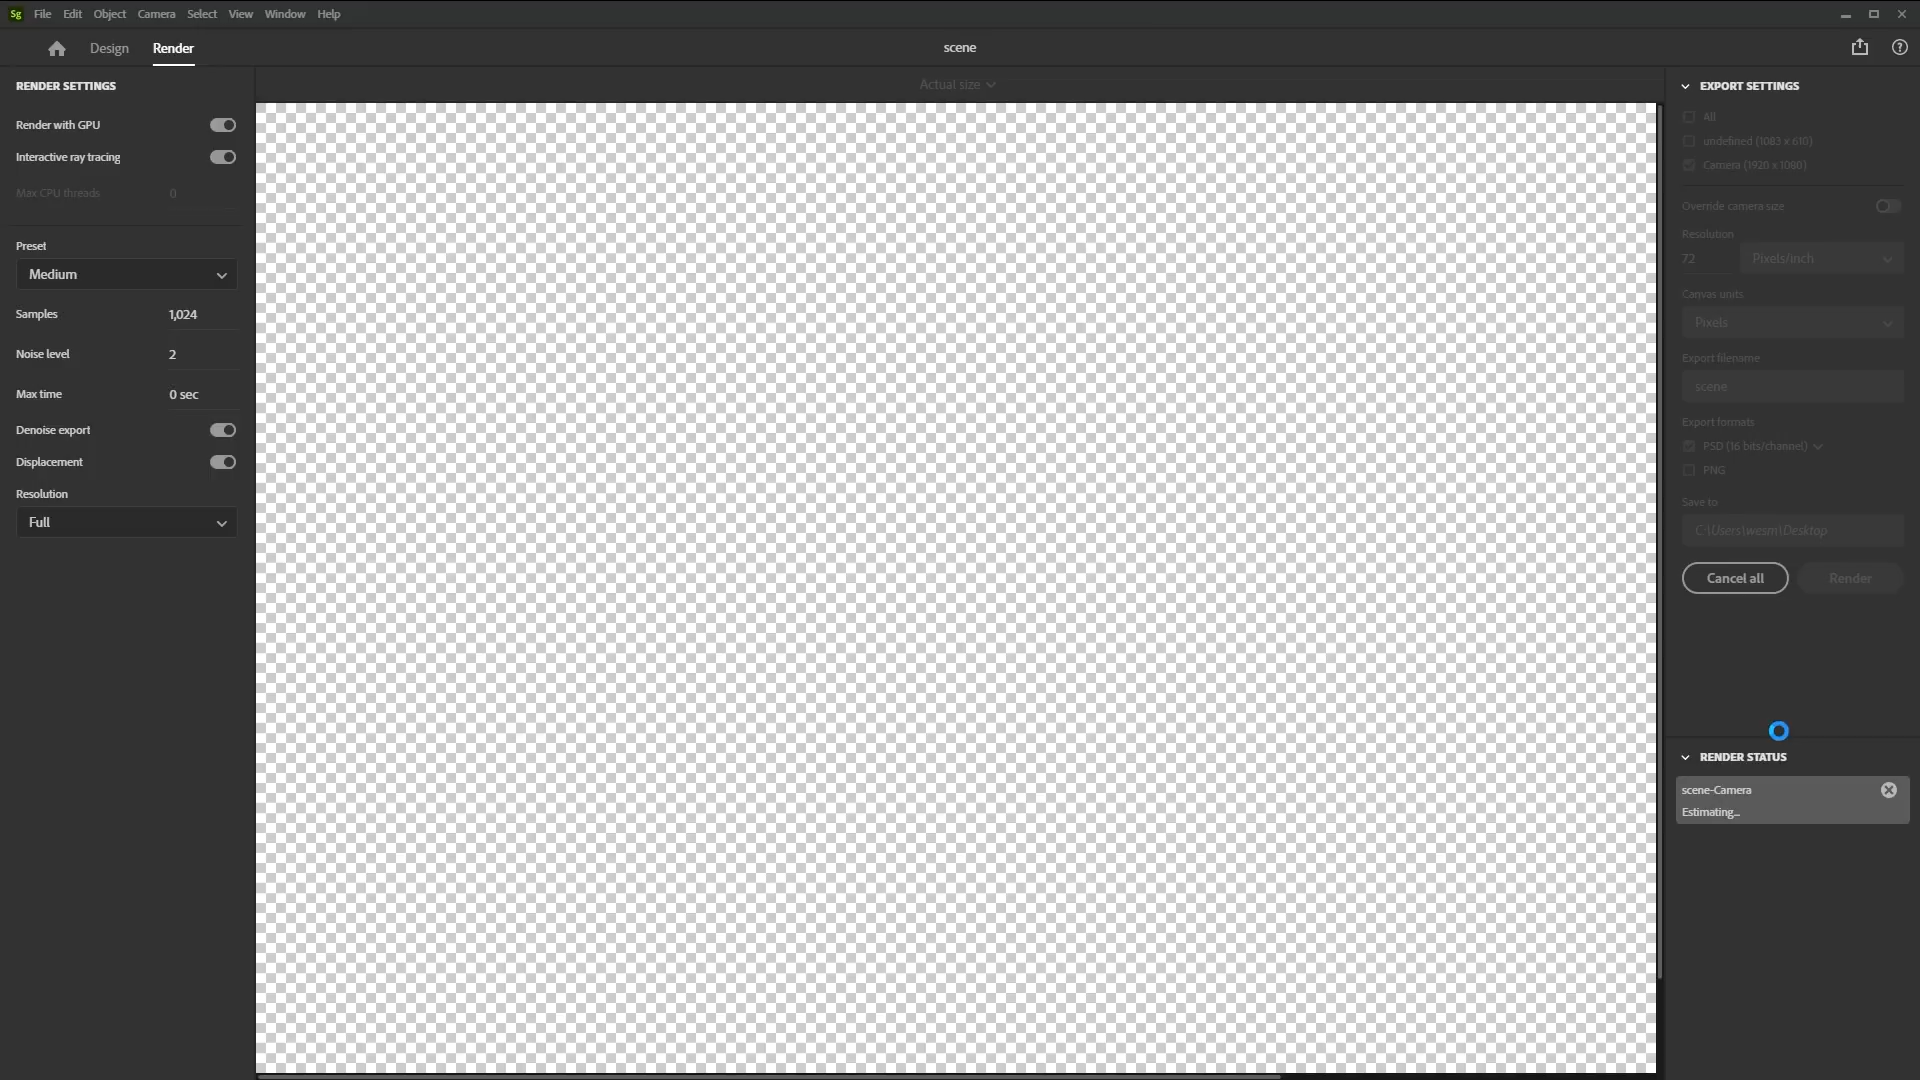 Sg File Edit Object Camera Select View Window Help
Design Render
scene
RENDER SETTINGS
Render with GPU
Interactive ray tracing
Max CPU threads 0
Preset
Medium
Samples 1,024
Noise level 2
Max time 0 sec
Denoise export
Displacement
Resolution
Full
Actual size
EXPORT SETTINGS
All
undefined (1083 x 610)
Camera (1920 x 1080)
Override camera size
Resolution
72 Pixels/inch
Canvas units
Pixels
Export filename
scene
Export formats
PSD (16 bits/channel)
PNG
Save to
C:\Users\wesm\Desktop
Cancel all Render
RENDER STATUS
scene-Camera
Estimating...